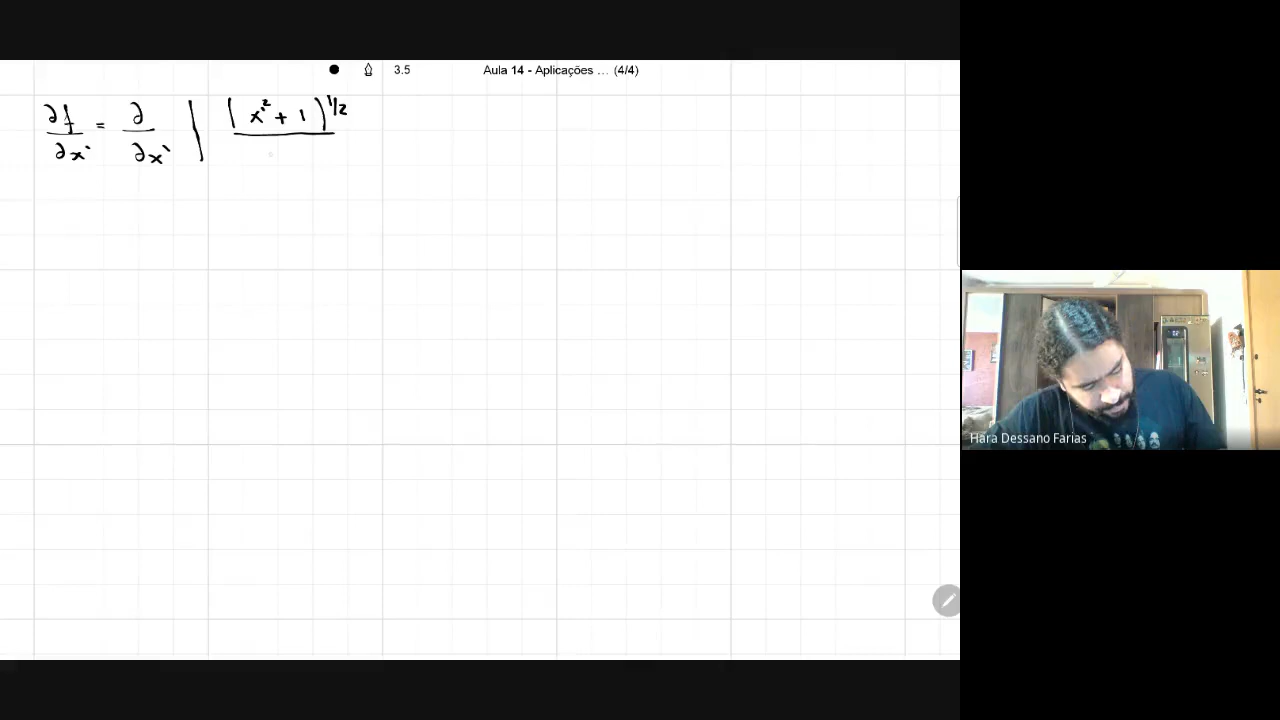 3.5 Aula 14 - Aplicações ... (4/4)
∂f/∂x = ∂/∂x ( (x² + 1)^1/2
Hara Dessano Farias